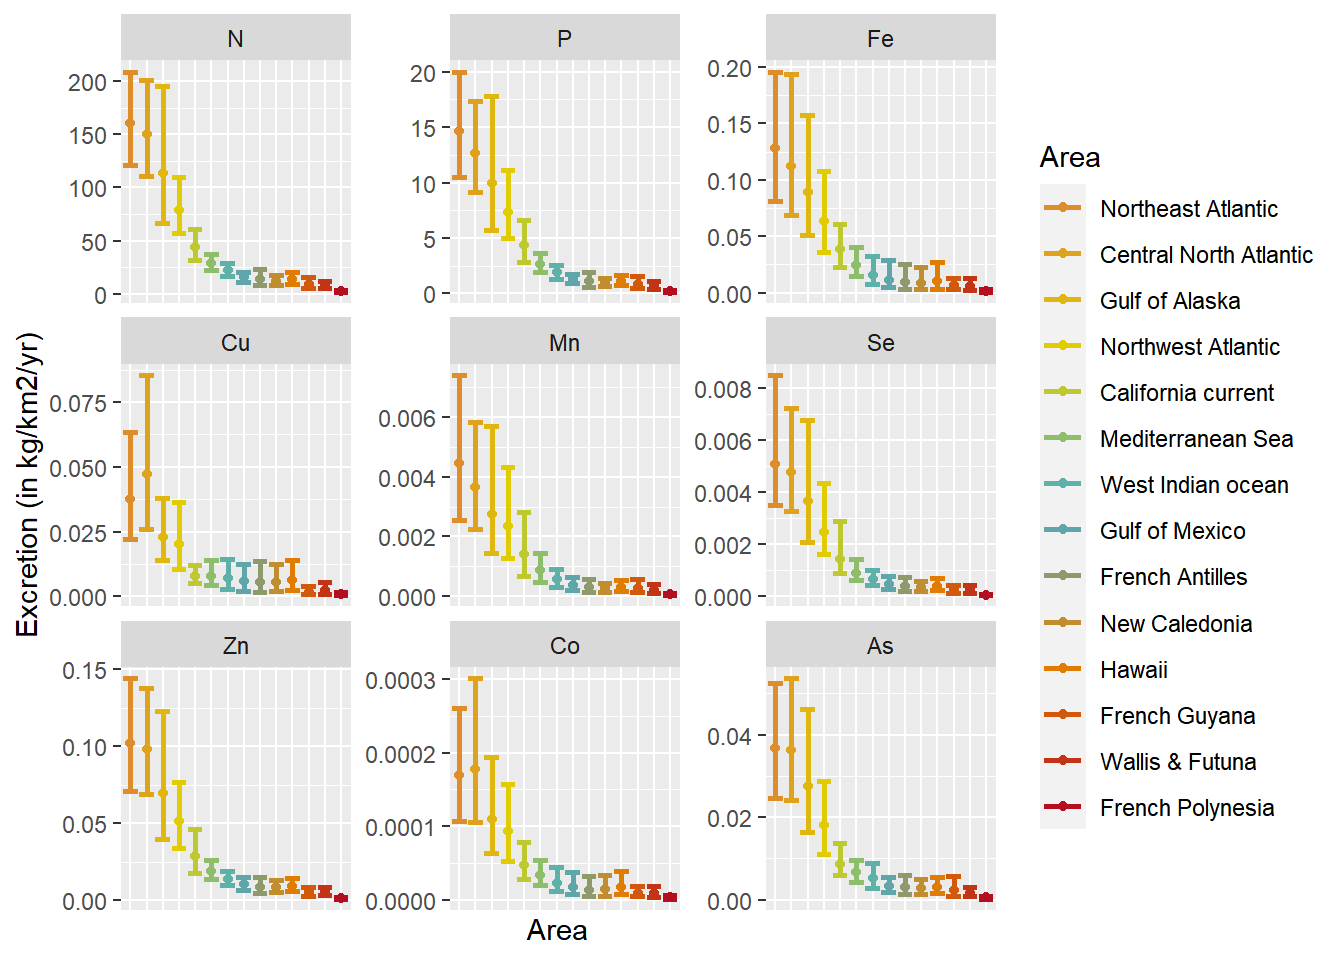 N
P
Fe
200
150
100
50
0
20
15
10
5
0
0.20
0.15
0.10
0.05
0.00
Cu
Mn
Se
0.075
0.050
0.025
0.000
0.006
0.004
0.002
0.000
0.008
0.006
0.004
0.002
0.000
Zn
Co
As
0.15
0.10
0.05
0.00
0.0003
0.0002
0.0001
0.0000
0.04
0.02
0.00
Excretion (in kg/km2/yr)
Area
Area
Northeast Atlantic
Central North Atlantic
Gulf of Alaska
Northwest Atlantic
California current
Mediterranean Sea
West Indian ocean
Gulf of Mexico
French Antilles
New Caledonia
Hawaii
French Guyana
Wallis & Futuna
French Polynesia